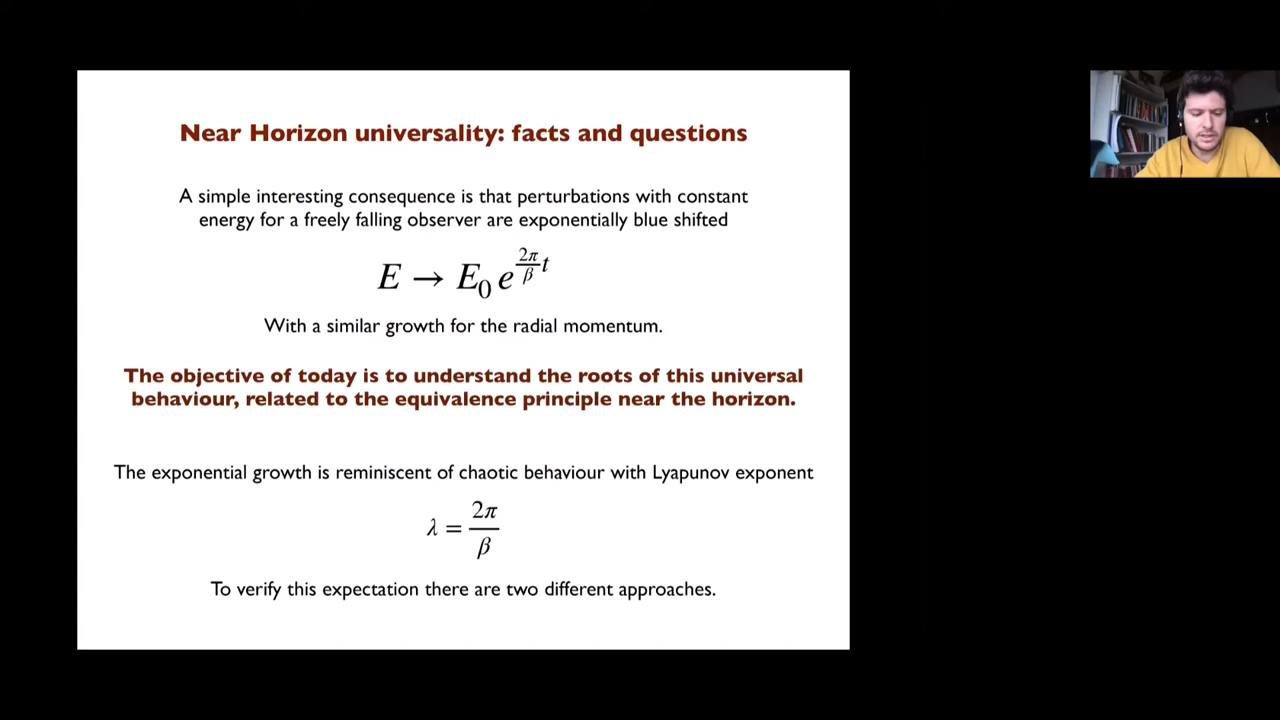 Near Horizon universality: facts and questions
A simple interesting consequence is that perturbations with constant
energy for a freely falling observer are exponentially blue shifted
E → E₀ e^{2π/β t}
With a similar growth for the radial momentum.
The objective of today is to understand the roots of this universal
behaviour, related to the equivalence principle near the horizon.
The exponential growth is reminiscent of chaotic behaviour with Lyapunov exponent
λ = 2π/β
To verify this expectation there are two different approaches.